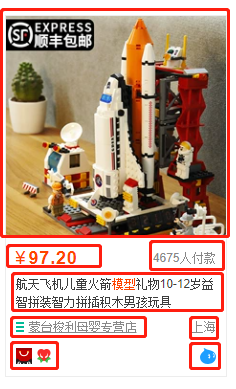 SF EXPRESS
顺丰包邮
￥97.20
4675人付款
航天飞机儿童火箭模型礼物10-12岁益
智拼装智力拼插积木男孩玩具
蒙台梭利母婴专营店
上海